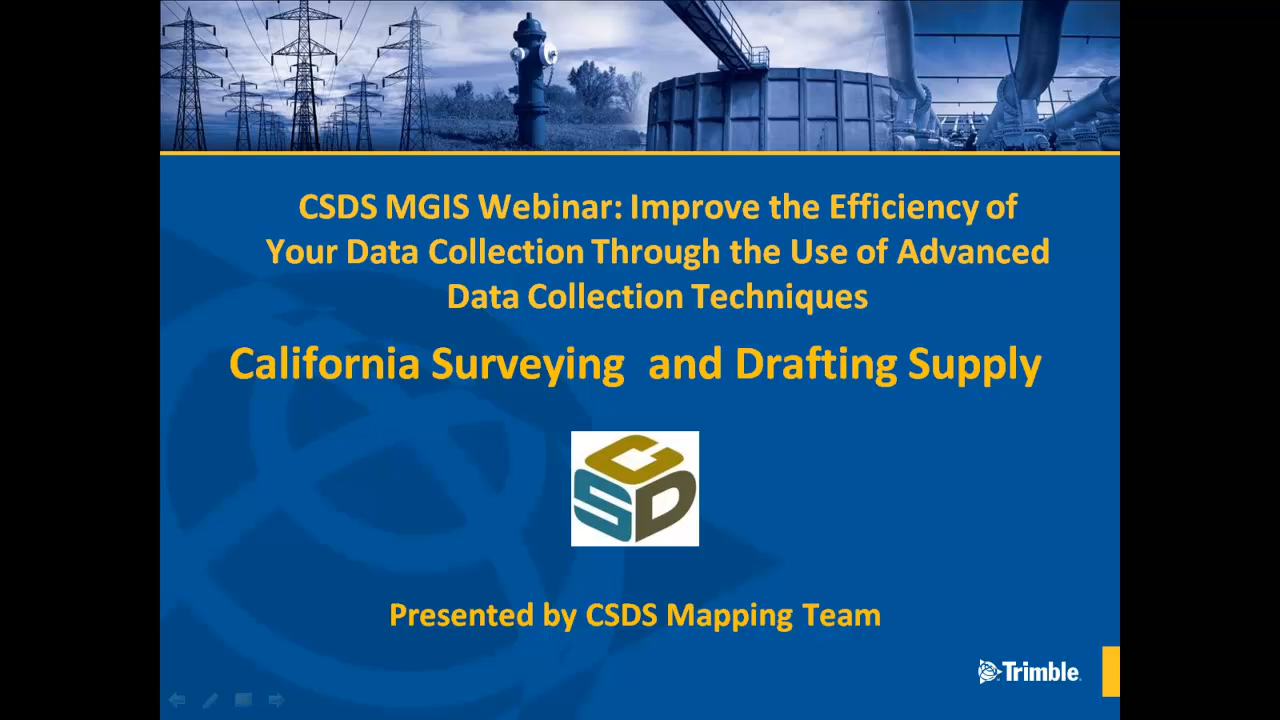 CSDS MGIS Webinar: Improve the Efficiency of
Your Data Collection Through the Use of Advanced
Data Collection Techniques
California Surveying and Drafting Supply
C
SD
Presented by CSDS Mapping Team
Trimble